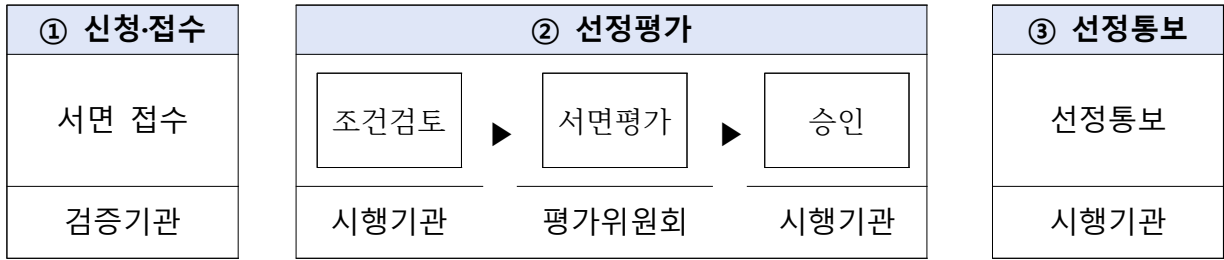 ① 신청·접수
서면 접수
검증기관
② 선정평가
조건검토 ▶ 서면평가 ▶ 승인
시행기관 평가위원회 시행기관
③ 선정통보
선정통보
시행기관